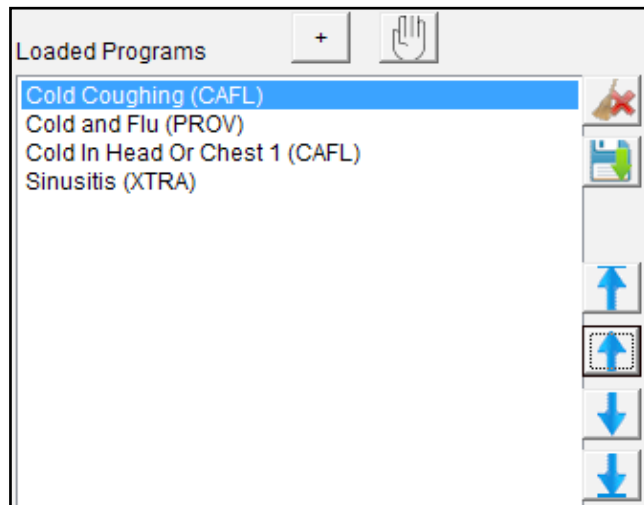 Loaded Programs
+
Cold Coughing (CAFL)
Cold and Flu (PROV)
Cold In Head Or Chest 1 (CAFL)
Sinusitis (XTRA)